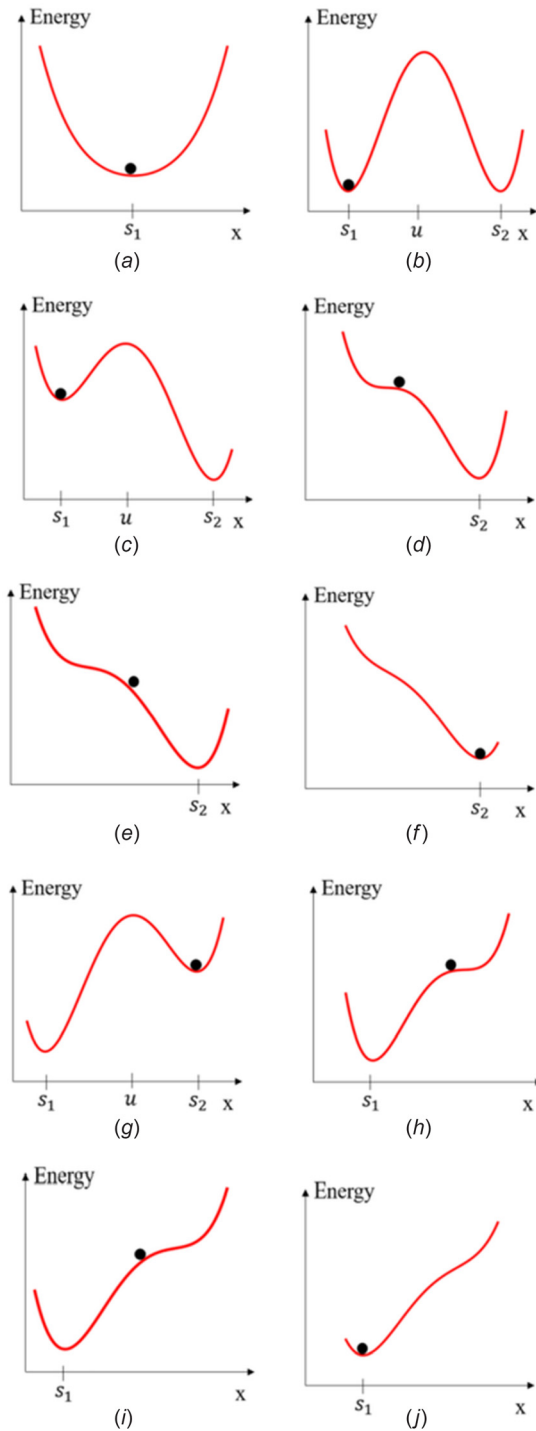 Energy
s₁ x
(a)
Energy
s₁ u s₂ x
(b)
Energy
s₁ u s₂ x
(c)
Energy
s₂ x
(d)
Energy
s₂ x
(e)
Energy
s₂ x
(f)
Energy
s₁ u s₂ x
(g)
Energy
s₁ x
(h)
Energy
s₁ x
(i)
Energy
s₁ x
(j)